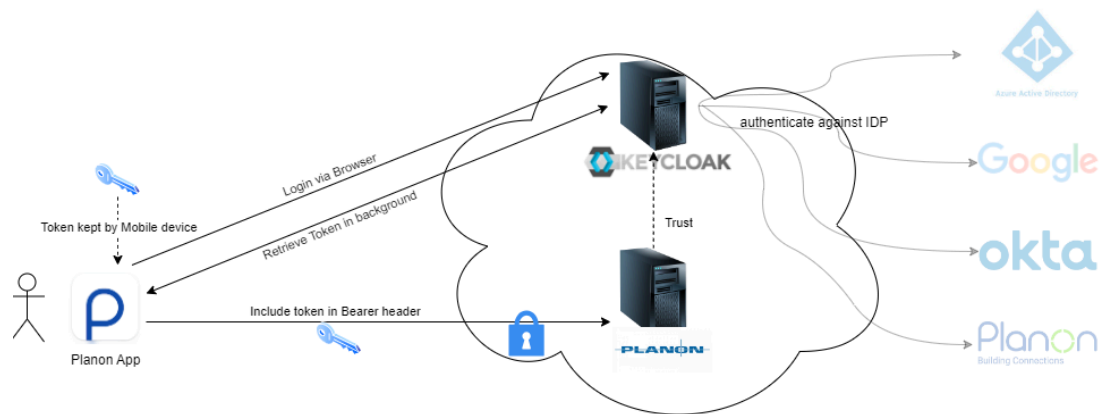 Azure Active Directory
authenticate against IDP
Google
KEYCLOAK
Login via Browser
Retrieve Token in background
Token kept by Mobile device
Trust
okta
Include token in Bearer header
Planon App
PLANON
Planon
Building Connections